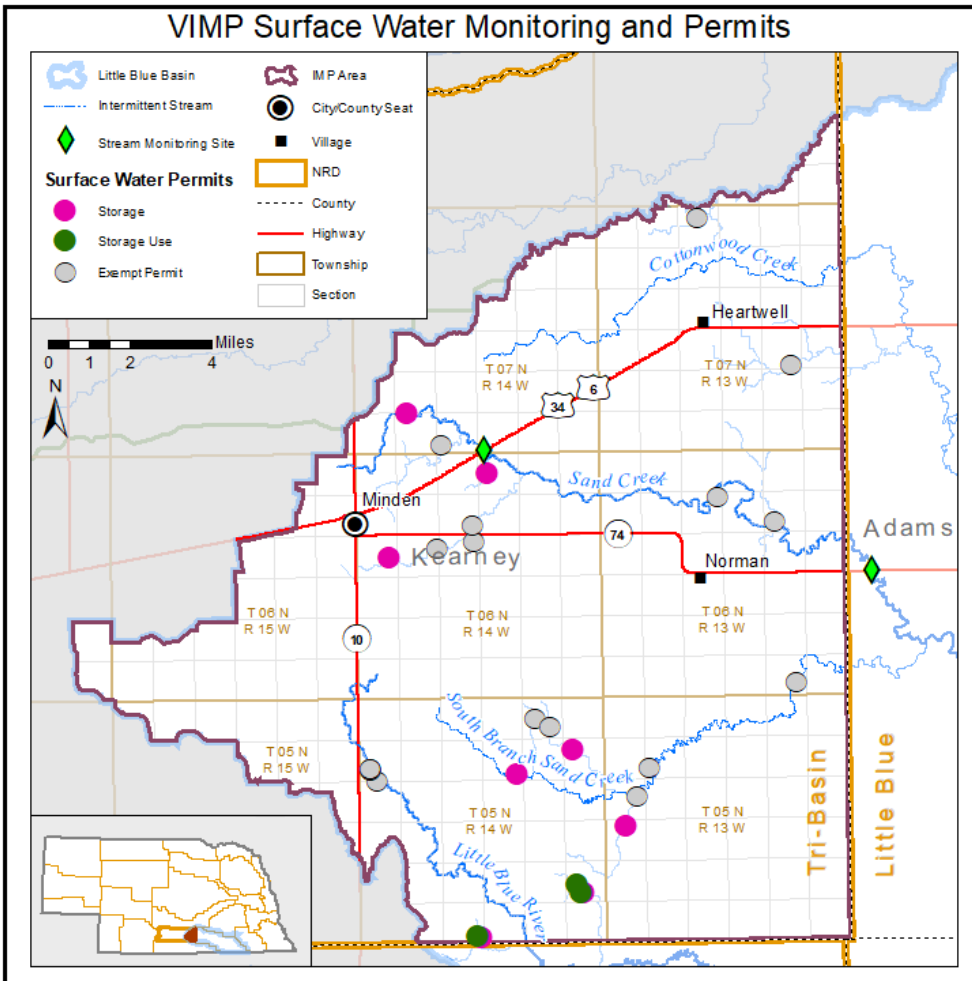 VIMP Surface Water Monitoring and Permits
Little Blue Basin
Intermittent Stream
Stream Monitoring Site
Surface Water Permits
Storage
Storage Use
Exempt Permit
IMP Area
City/County Seat
Village
NRD
County
Highway
Township
Section
Miles
0 1 2 4
N
Cottonwood Creek
Heartwell
T 07 N
R 14 W
T 07 N
R 13 W
6
34
Sand Creek
Minden
Adams
74
Kearney
Norman
T 06 N
R 15 W
T 06 N
R 14 W
T 06 N
R 13 W
10
South Branch Sand Creek
T 05 N
R 15 W
T 05 N
R 14 W
T 05 N
R 13 W
Little Blue River
Tri-Basin
Little Blue